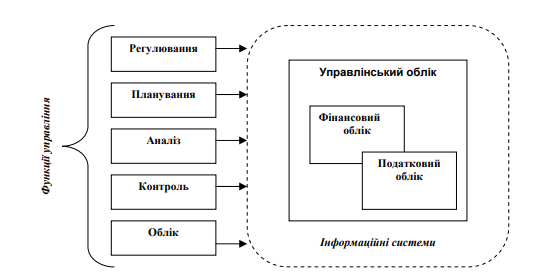 Функції управління
Регулювання
Планування
Аналіз
Контроль
Облік
Управлінський облік
Фінансовий
облік
Податковий
облік
Інформаційні системи